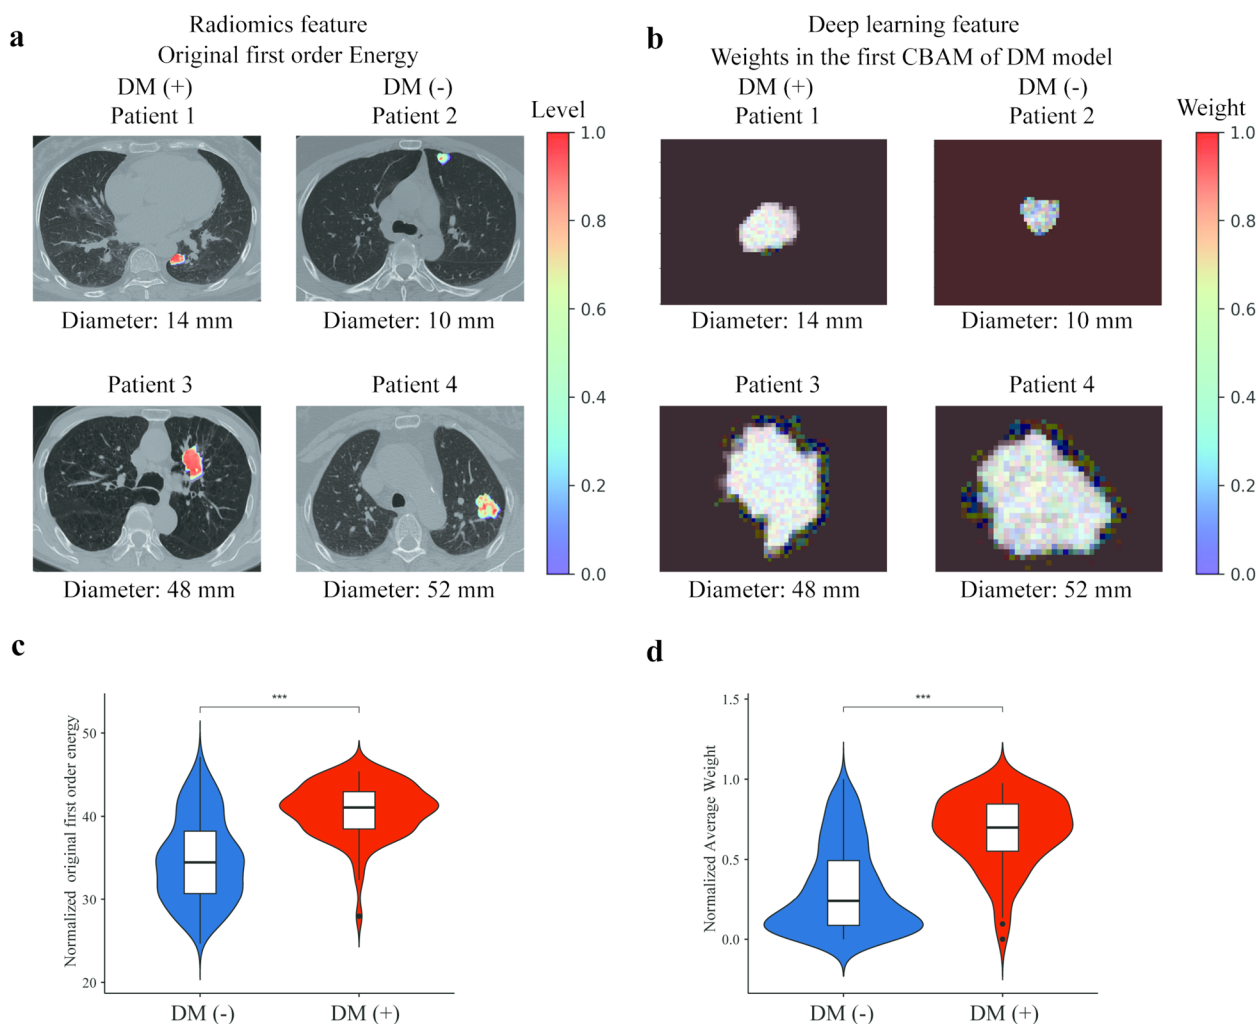 a
Radiomics feature
Original first order Energy
DM (+)
DM (-)
Patient 1
Patient 2
Level
1.0
0.8
0.6
0.4
0.2
0.0
Diameter: 14 mm
Diameter: 10 mm
Patient 3
Patient 4
Diameter: 48 mm
Diameter: 52 mm
b
Deep learning feature
Weights in the first CBAM of DM model
DM (+)
DM (-)
Patient 1
Patient 2
Weight
1.0
0.8
0.6
0.4
0.2
0.0
Diameter: 14 mm
Diameter: 10 mm
Patient 3
Patient 4
Diameter: 48 mm
Diameter: 52 mm
c
Normalized original first order energy
50
40
30
20
***
DM (-)
DM (+)
d
Normalized Average Weight
1.5
1.0
0.5
0.0
***
DM (-)
DM (+)